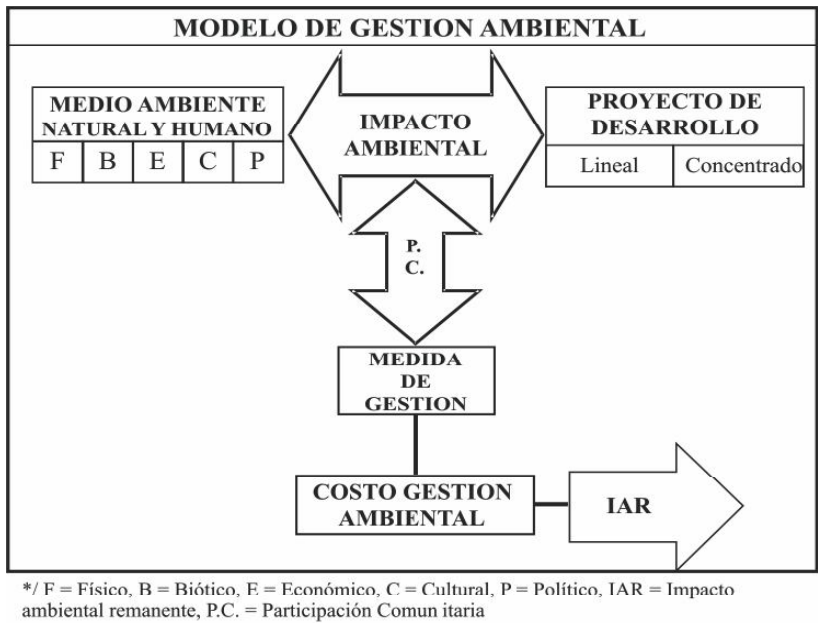 MODELO DE GESTION AMBIENTAL
MEDIO AMBIENTE
NATURAL Y HUMANO
F B E C P
IMPACTO
AMBIENTAL
PROYECTO DE
DESARROLLO
Lineal Concentrado
P.
C.
MEDIDA
DE
GESTION
COSTO GESTION
AMBIENTAL
IAR
*/ F = Físico, B = Biótico, E = Económico, C = Cultural, P = Político, IAR = Impacto
ambiental remanente, P.C. = Participación Comun itaria